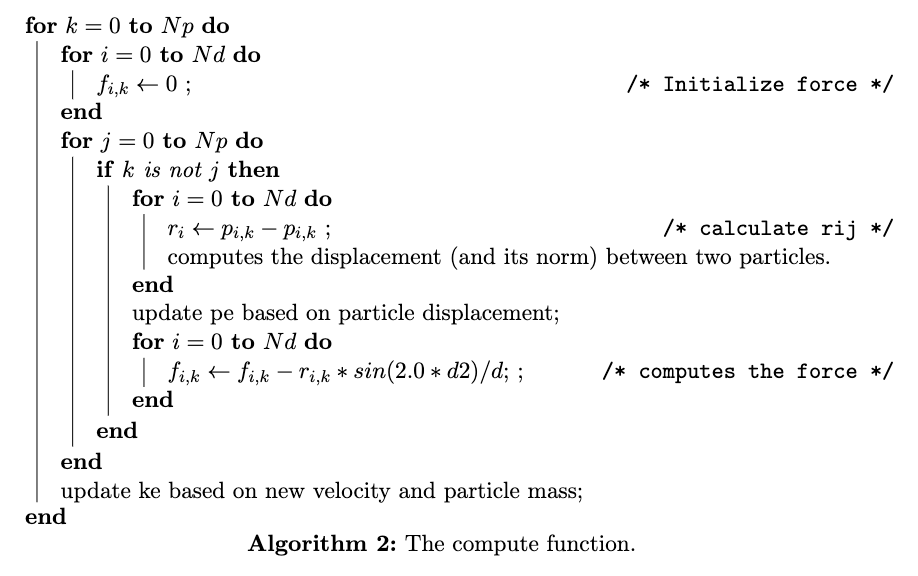 for k = 0 to Np do
for i = 0 to Nd do
f_{i,k} ← 0 ; /* Initialize force */
end
for j = 0 to Np do
if k is not j then
for i = 0 to Nd do
r_i ← p_{i,k} − p_{i,k} ; /* calculate rij */
computes the displacement (and its norm) between two particles.
end
update pe based on particle displacement;
for i = 0 to Nd do
f_{i,k} ← f_{i,k} − r_{i,k} * sin(2.0 * d2)/d; ; /* computes the force */
end
end
end
update ke based on new velocity and particle mass;
end
Algorithm 2: The compute function.